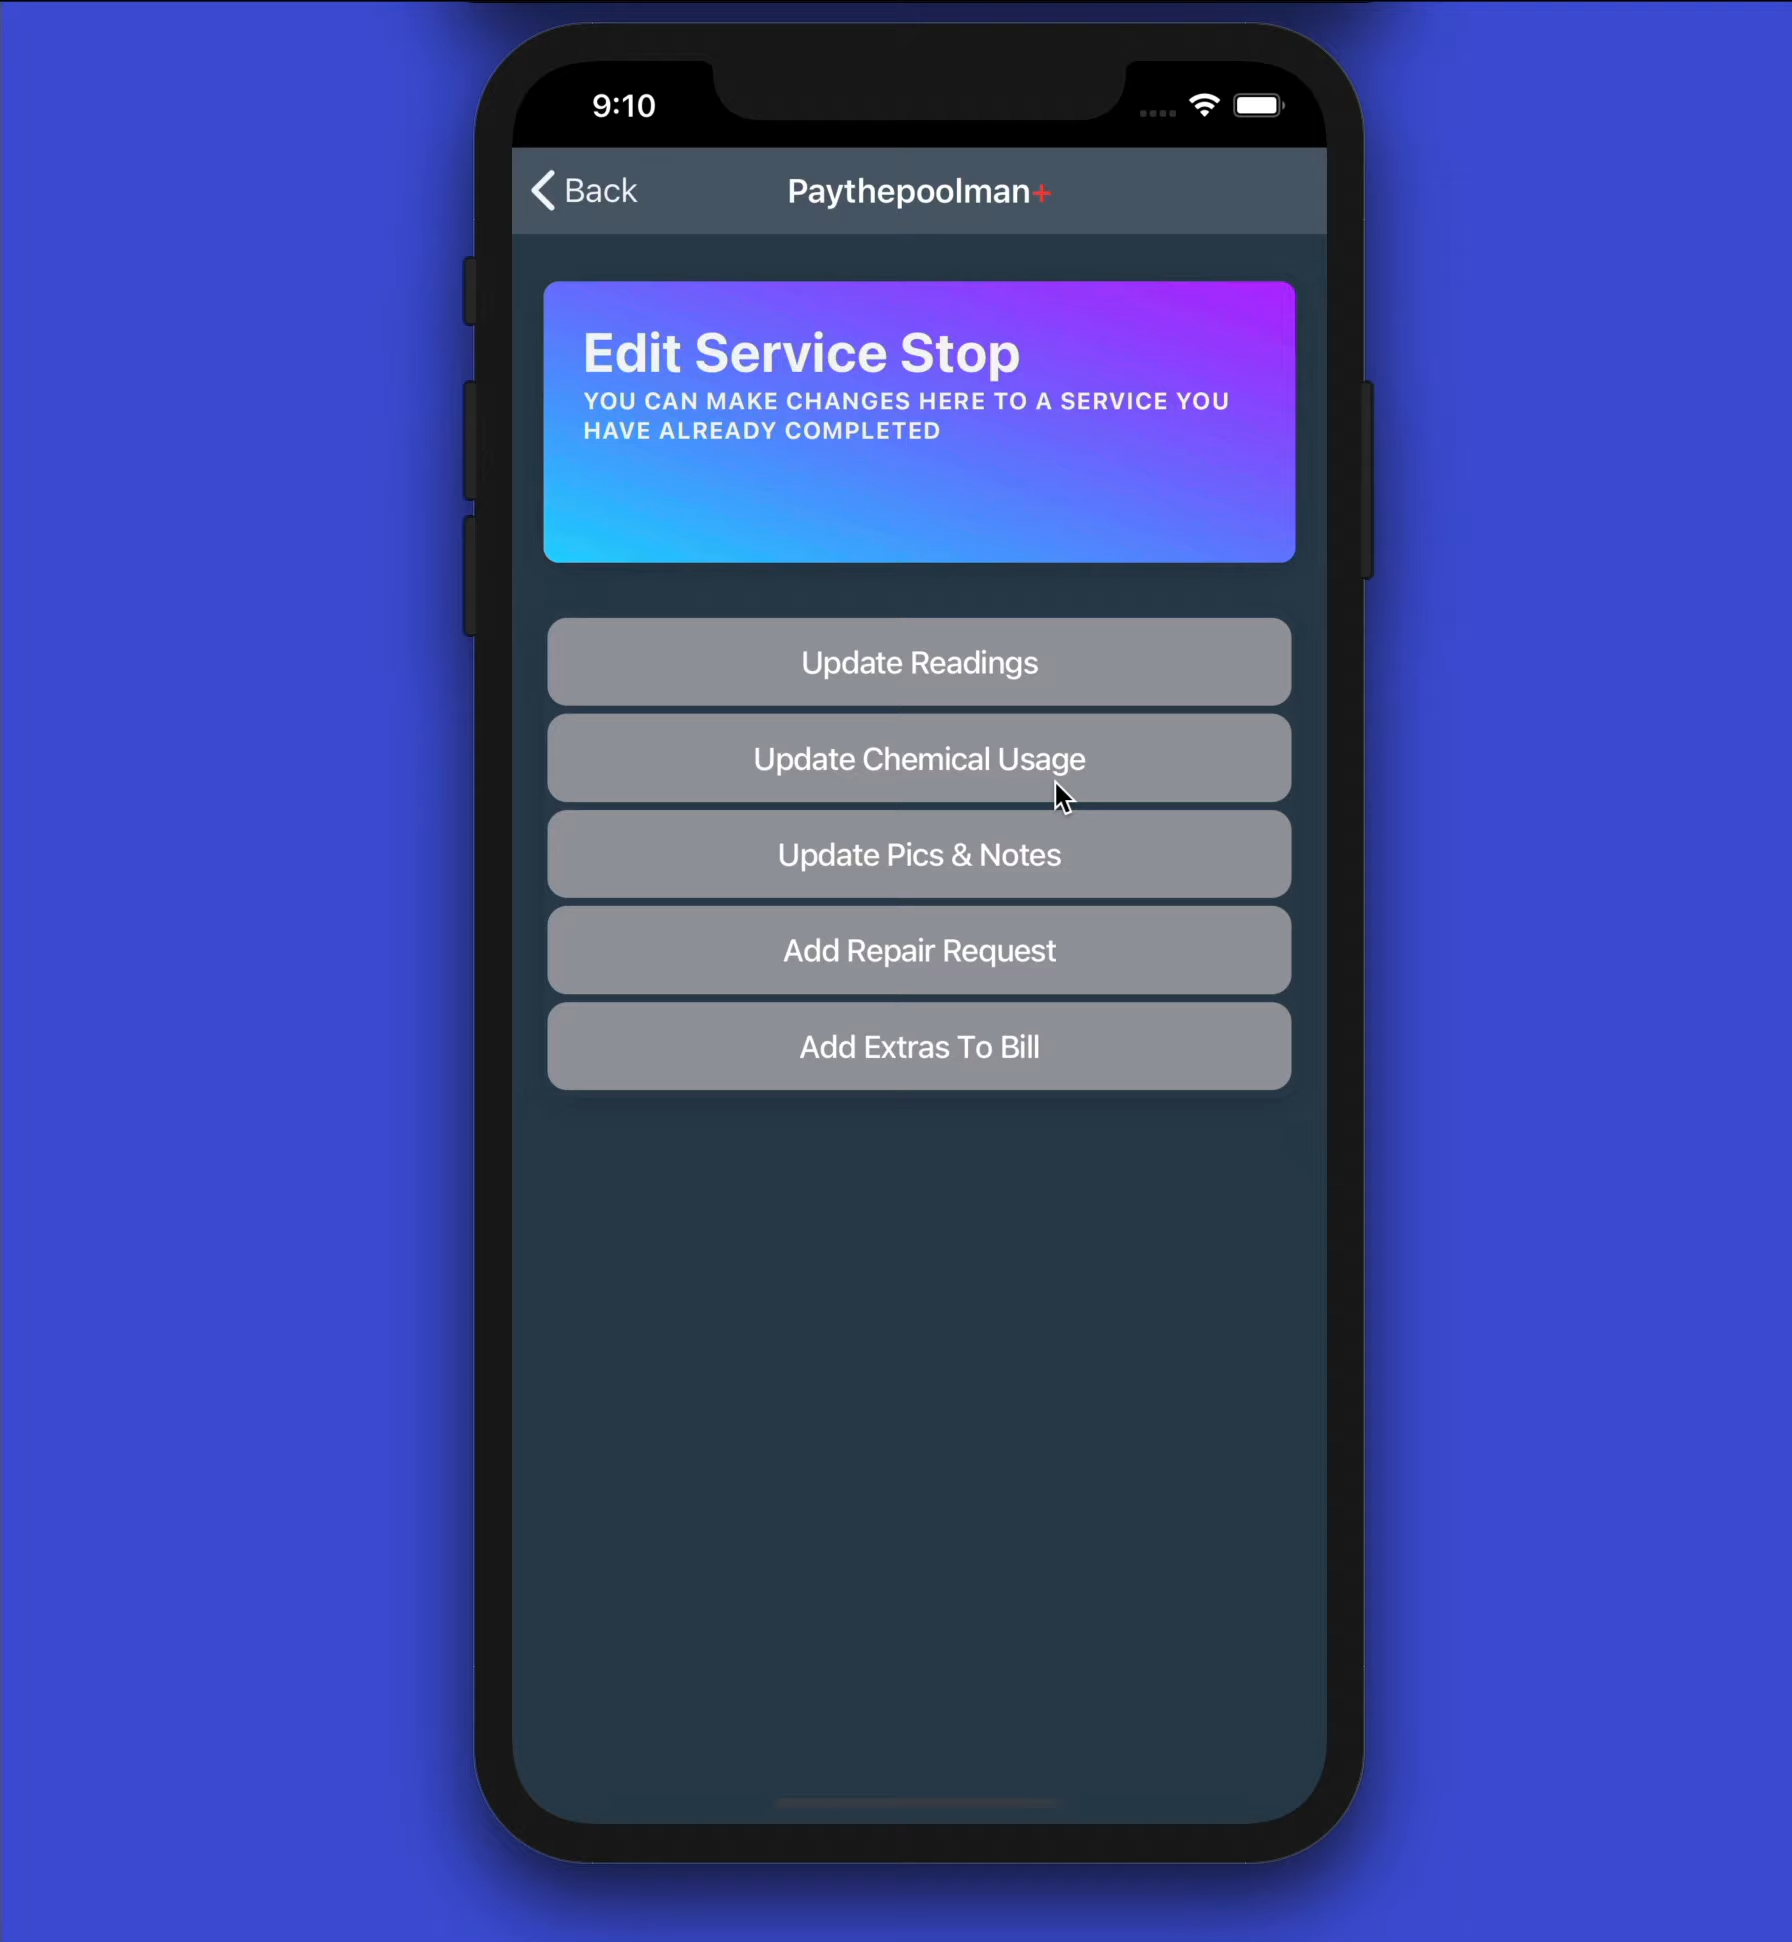 9:10
Back
Paythepoolman+
Edit Service Stop
YOU CAN MAKE CHANGES HERE TO A SERVICE YOU
HAVE ALREADY COMPLETED
Update Readings
Update Chemical Usage
Update Pics & Notes
Add Repair Request
Add Extras To Bill